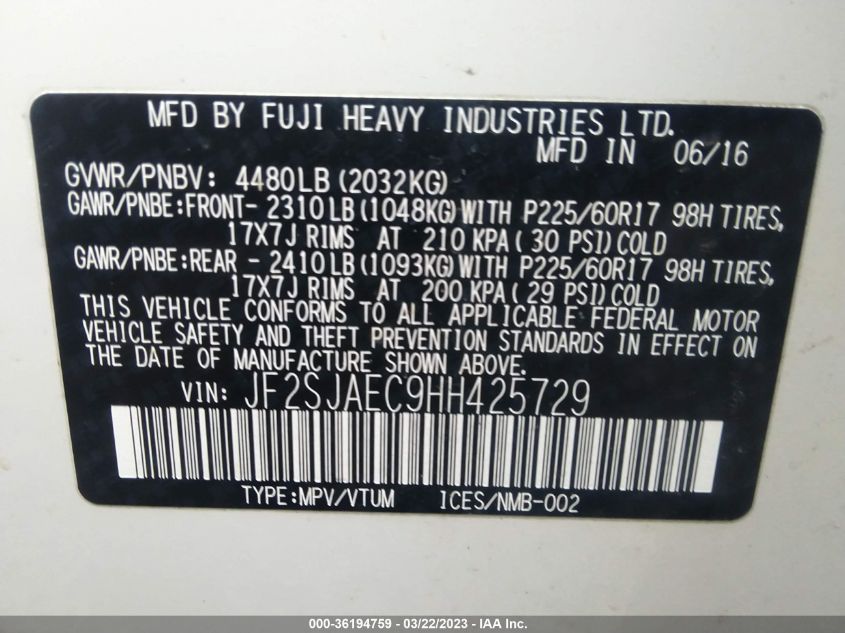 MFD BY FUJI HEAVY INDUSTRIES LTD.
MFD IN 06/16
GVWR/PNBV: 4480LB(2032KG)
GAWR/PNBE:FRONT- 2310LB(1048KG)WITH P225/60R17 98H TIRES,
17X7J RIMS AT 210 KPA( 30 PSI)COLD
GAWR/PNBE:REAR - 2410LB(1093KG)WITH P225/60R17 98H TIRES,
17X7J RIMS AT 200 KPA( 29 PSI)COLD
THIS VEHICLE CONFORMS TO ALL APPLICABLE FEDERAL MOTOR
VEHICLE SAFETY AND THEFT PREVENTION STANDARDS IN EFFECT ON
THE DATE OF MANUFACTURE SHOWN ABOVE.
VIN: JF2SJAEC9HH425729
TYPE:MPV/VTUM ICES/NMB-002
000-36194759 - 03/22/2023 - IAA Inc.